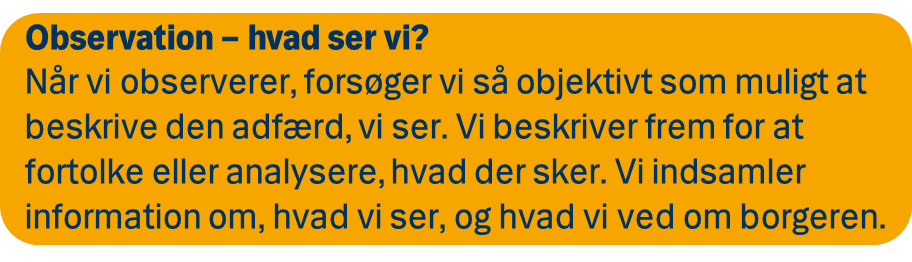 Observation – hvad ser vi?
Når vi observerer, forsøger vi så objektivt som muligt at
beskrive den adfærd, vi ser. Vi beskriver frem for at
fortolke eller analysere, hvad der sker. Vi indsamler
information om, hvad vi ser, og hvad vi ved om borgeren.